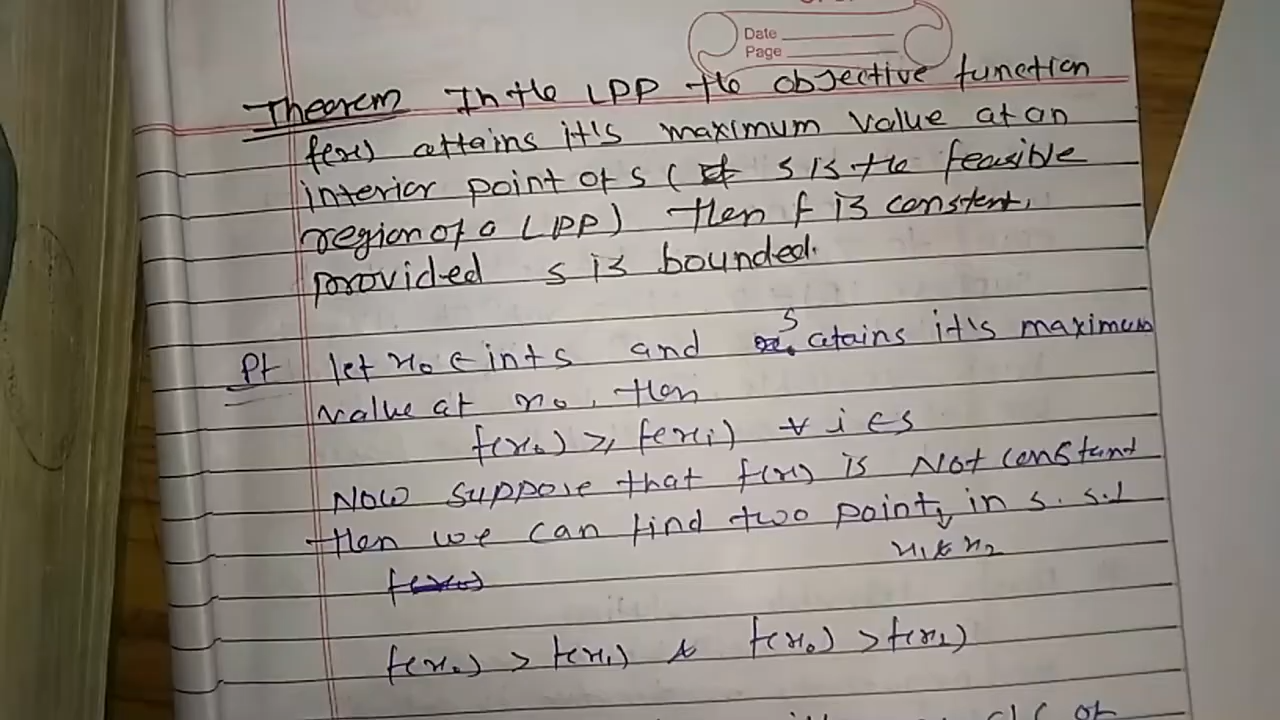 Date
Page
Theorem In the LPP the objective function
f(x) attains it's maximum value at an
interior point of S ( S is the feasible
region of a LPP) then f is constent,
provided S is bounded.
S
Pf let x₀ ∈ int S and atains it's maximum
value at x₀, then
f(x₀) ≥ f(xi) ∀ i ∈ S
Now suppose that f(x) is Not constant
then we can find two points in S. s.t
x₁ & x₂
f(x₀) > f(x₁) & f(x₀) > f(x₂)